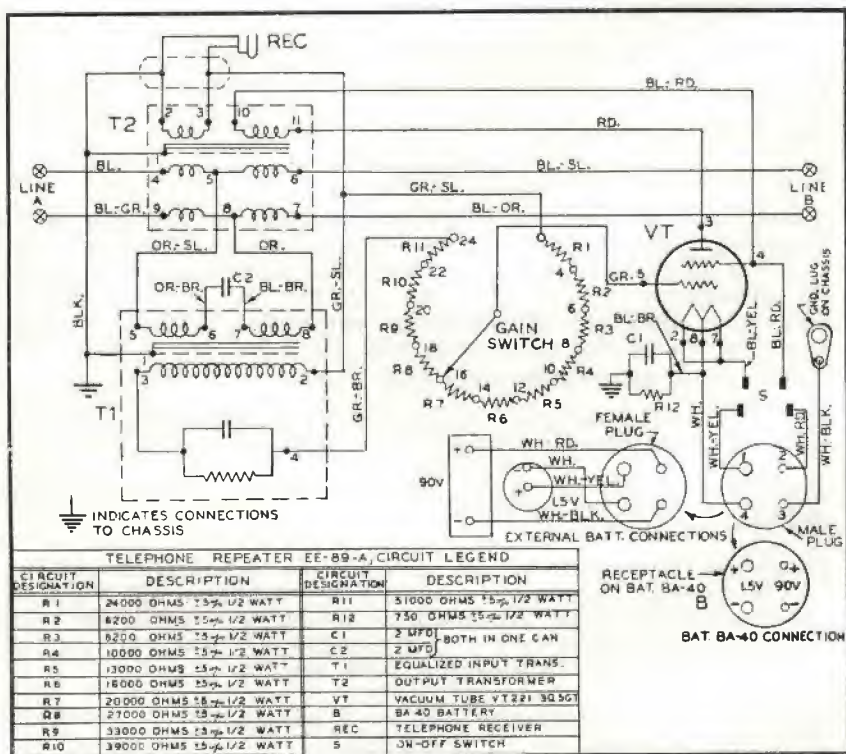 REC
BL-RD.
2 3 10 11
T2
RD.
1
BL.
BL-SL.
4 5 6
LINE A
GR-SL.
LINE B
BL-GR.
BL-OR.
9 8 7
3
VT
OR-SL. OR.
R11 24
R1
4
GR. 5
22
4
R10
R2
OR-BR. C2 BL-BR.
GR-SL.
20
6
BL-BR.
GND. LUG ON CHASSIS
BLK.
R9
GAIN SWITCH 8
R3
2 8 7
BL-YEL
BL-RD.
5 6 7 8
18
8
C1
1
R8 16
10 R4
S
3 2
R7 14 12 R5
R12
T1
GR-BR.
R6
FEMALE PLUG
WH.
WH-YEL.
WH-RD.
WH-BLK.
4
+ WH-RD.
90V
- WH.
+ WH-YEL.
1.5V
- WH-BLK.
1 2
4 3
INDICATES CONNECTIONS TO CHASSIS
EXTERNAL BATT. CONNECTIONS
MALE PLUG
RECEPTACLE ON BAT. BA-40
B
+ +
1.5V 90V
- -
BAT. BA-40 CONNECTION
TELEPHONE REPEATER EE-89-A, CIRCUIT LEGEND
CIRCUIT DESIGNATION DESCRIPTION CIRCUIT DESIGNATION DESCRIPTION
R1 24000 OHMS ±5% 1/2 WATT R11 51000 OHMS ±5% 1/2 WATT
R2 6200 OHMS ±5% 1/2 WATT R12 750 OHMS ±5% 1/2 WATT
R3 8200 OHMS ±5% 1/2 WATT C1 2 MFD BOTH IN ONE CAN
R4 10000 OHMS ±5% 1/2 WATT C2 2 MFD
R5 13000 OHMS ±5% 1/2 WATT T1 EQUALIZED INPUT TRANS.
R6 16000 OHMS ±5% 1/2 WATT T2 OUTPUT TRANSFORMER
R7 20000 OHMS ±5% 1/2 WATT VT VACUUM TUBE VT221 3Q5GT
R8 27000 OHMS ±5% 1/2 WATT B BA-40 BATTERY
R9 33000 OHMS ±5% 1/2 WATT REC TELEPHONE RECEIVER
R10 39000 OHMS ±5% 1/2 WATT S ON-OFF SWITCH